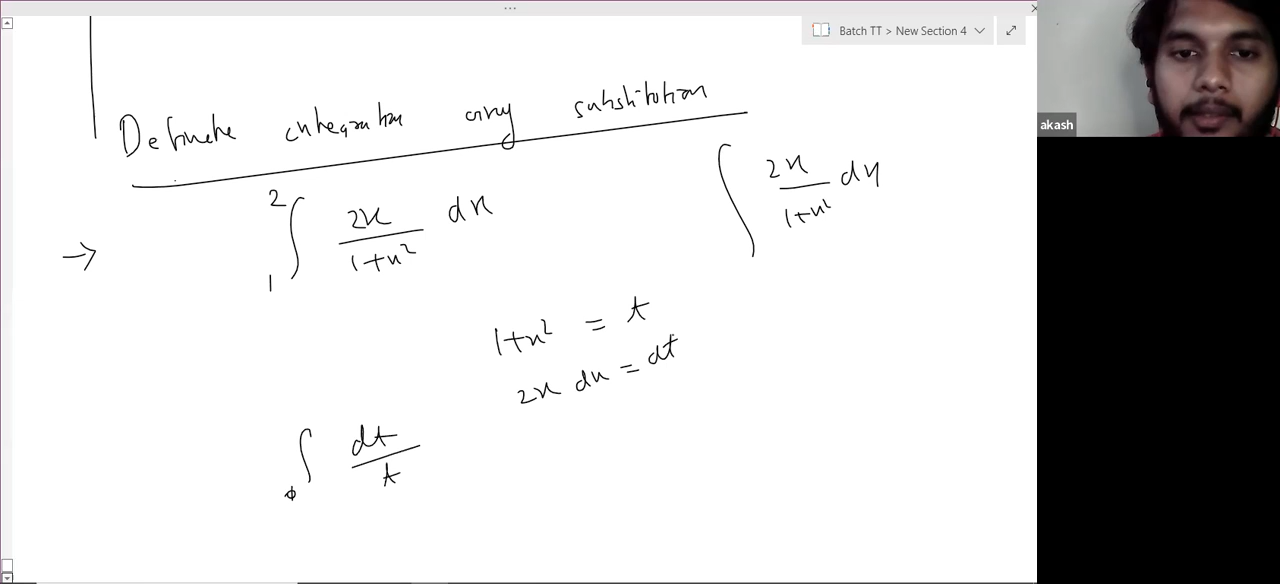 Batch TT > New Section 4
akash
Definite integration using substitution
→ ∫₁² 2x/(1+x²) dx
∫ 2x/(1+x²) dx
1+x² = t
2x dx = dt
∫ dt/t